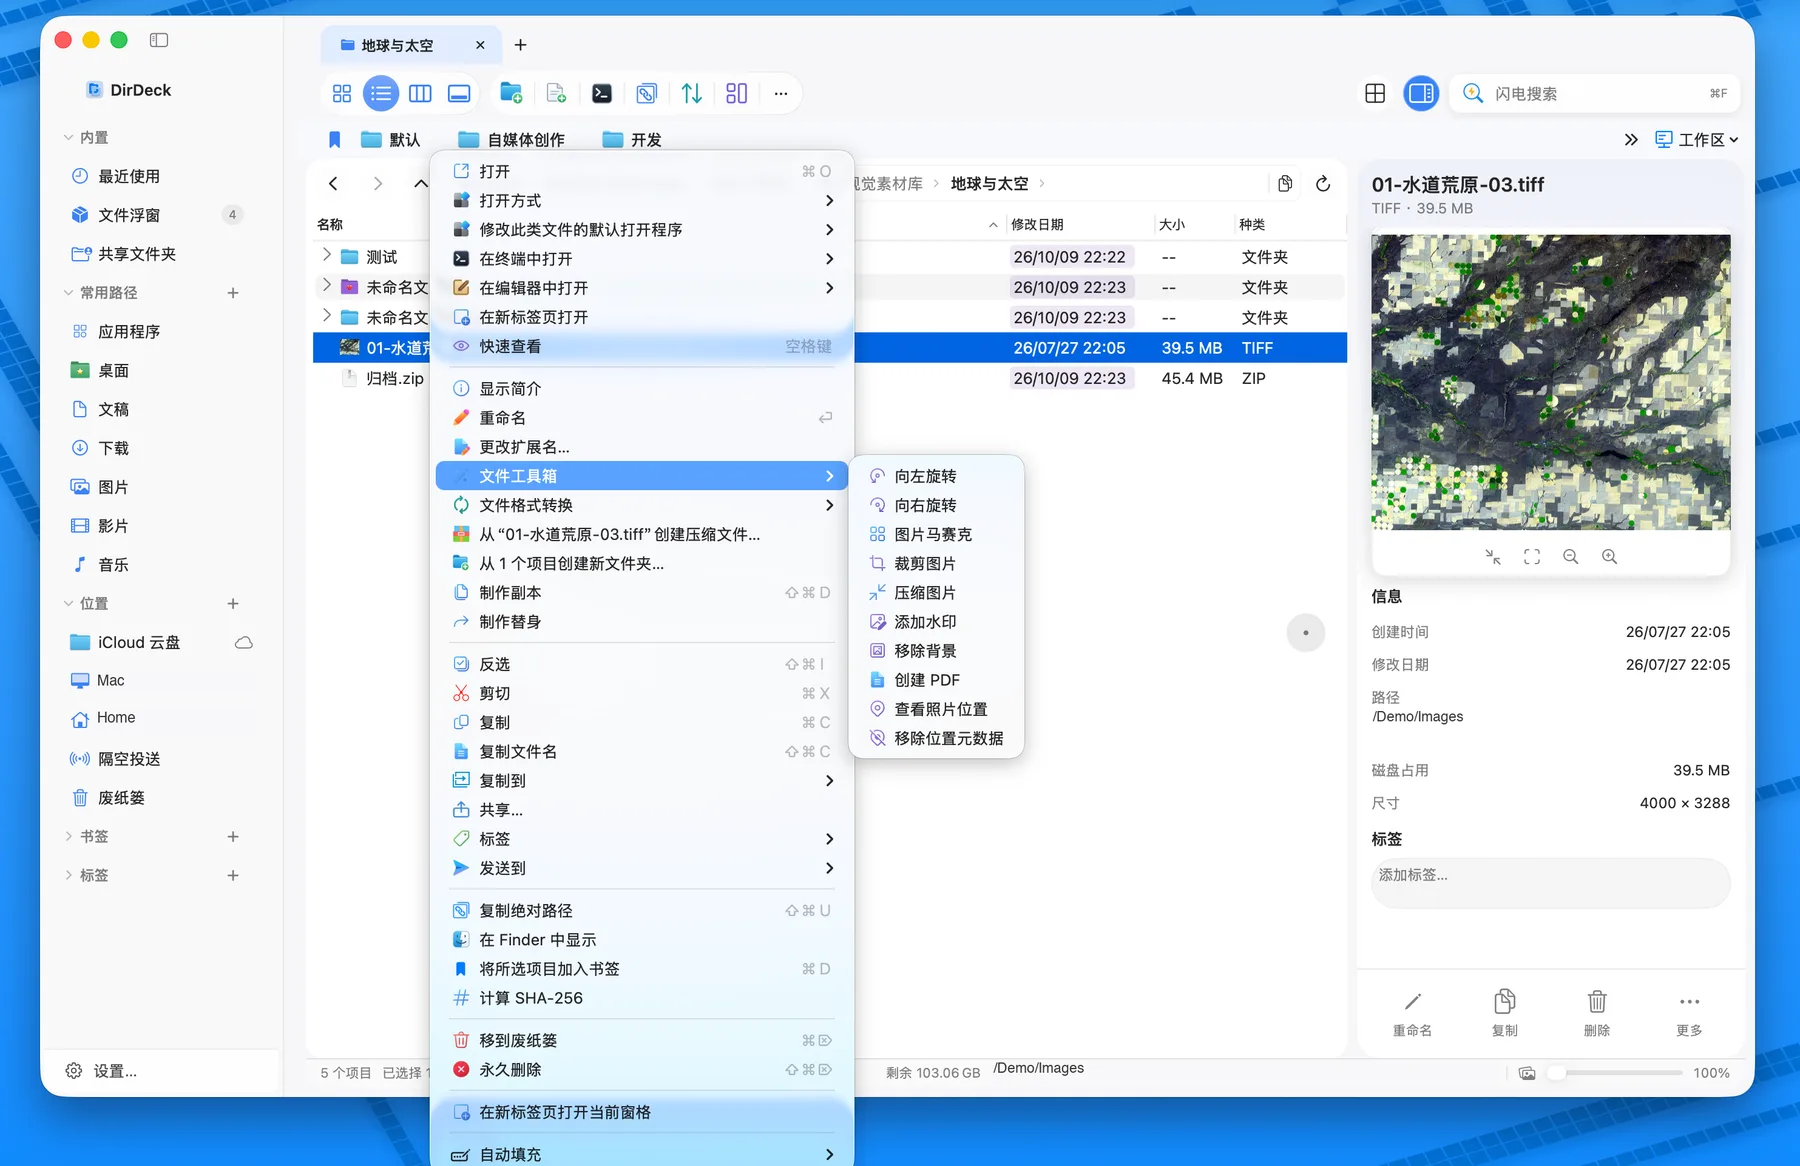 DirDeck
内置
最近使用
文件浮窗 4
共享文件夹
常用路径
应用程序
桌面
文稿
下载
图片
影片
音乐
位置
iCloud 云盘
Mac
Home
隔空投送
废纸篓
书签
标签
设置...
地球与太空
闪电搜索 ⌘F
默认
自媒体创作
开发
工作区
觉素材库
地球与太空
名称
修改日期
大小
种类
测试 26/10/09 22:22 -- 文件夹
未命名文 26/10/09 22:23 -- 文件夹
未命名文 26/10/09 22:23 -- 文件夹
01-水道 26/07/27 22:05 39.5 MB TIFF
归档.zip 26/10/09 22:23 45.4 MB ZIP
打开 ⌘ O
打开方式
修改此类文件的默认打开程序
在终端中打开
在编辑器中打开
在新标签页打开
快速查看 空格键
显示简介
重命名
更改扩展名...
文件工具箱
文件格式转换
从 “01-水道荒原-03.tiff” 创建压缩文件...
从 1 个项目创建新文件夹...
制作副本 ⇧⌘ D
制作替身
反选 ⇧⌘ I
剪切 ⌘ X
复制 ⌘ C
复制文件名 ⇧⌘ C
复制到
共享...
标签
发送到
复制绝对路径 ⇧⌘ U
在 Finder 中显示
将所选项目加入书签 ⌘ D
计算 SHA-256
移到废纸篓 ⌘⌦
永久删除 ⇧⌘⌦
在新标签页打开当前窗格
自动填充
向左旋转
向右旋转
图片马赛克
裁剪图片
压缩图片
添加水印
移除背景
创建 PDF
查看照片位置
移除位置元数据
5 个项目 已选择
剩余 103.06 GB
/Demo/Images
100%
01-水道荒原-03.tiff
TIFF · 39.5 MB
信息
创建时间 26/07/27 22:05
修改日期 26/07/27 22:05
路径
/Demo/Images
磁盘占用 39.5 MB
尺寸 4000 × 3288
标签
添加标签...
重命名
复制
删除
更多